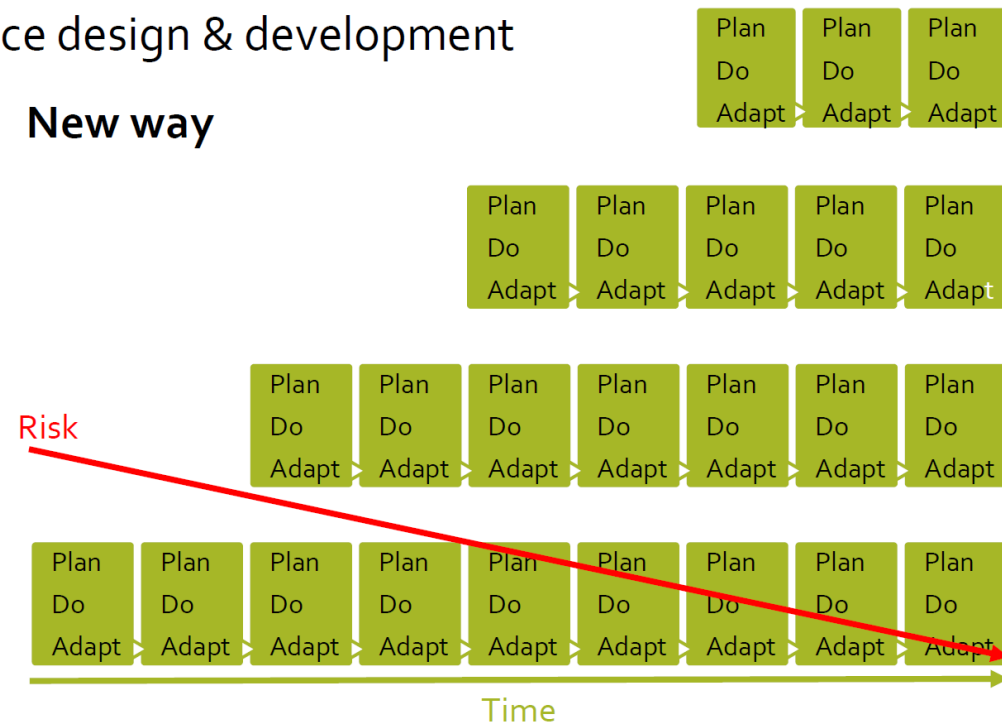 ce design & development
New way
Plan Plan Plan
Do Do Do
Adapt Adapt Adapt
Plan Plan Plan Plan Plan
Do Do Do Do Do
Adapt Adapt Adapt Adapt Adapt
Risk
Plan Plan Plan Plan Plan Plan Plan
Do Do Do Do Do Do Do
Adapt Adapt Adapt Adapt Adapt Adapt Adapt
Plan Plan Plan Plan Plan Plan Plan Plan Plan
Do Do Do Do Do Do Do Do Do
Adapt Adapt Adapt Adapt Adapt Adapt Adapt Adapt Adapt
Time